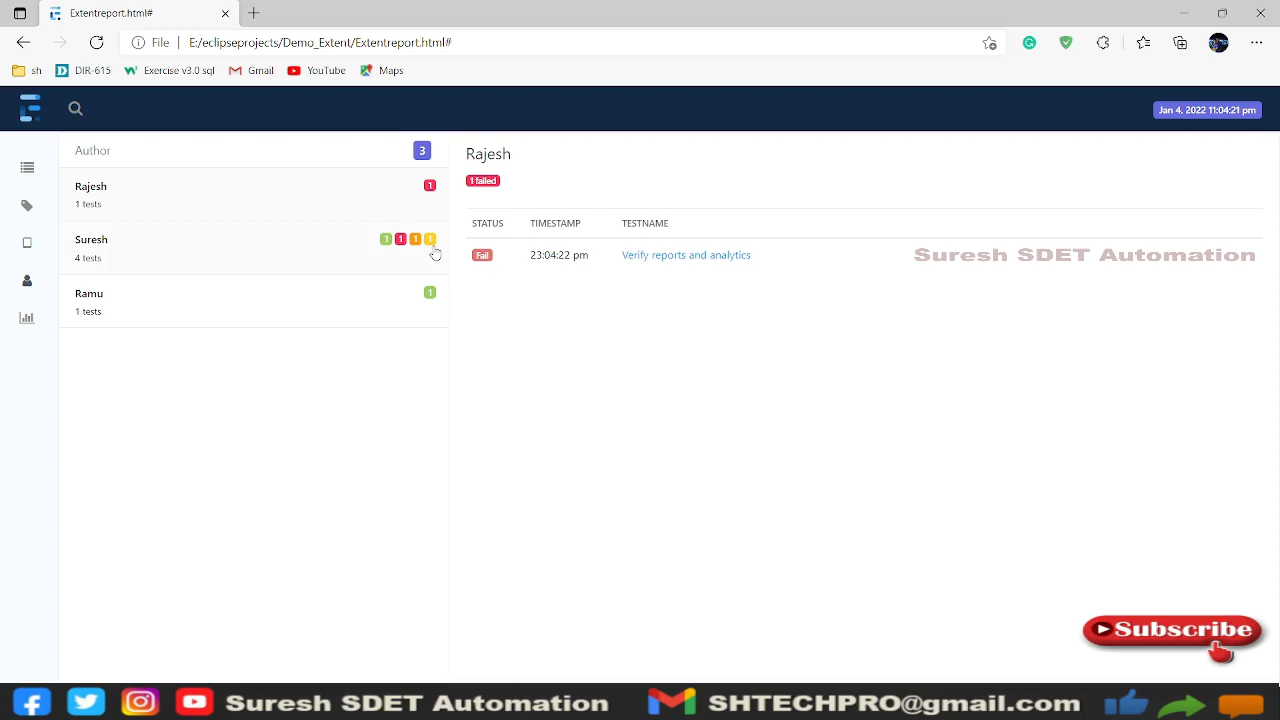 Extentreport.html#
File | E:/eclipseprojects/Demo_Exent/Extentreport.html#
sh DIR-615 Exercise v3.0 sql Gmail YouTube Maps
Jan 4, 2022 11:04:21 pm
Author 3
Rajesh 1
1 tests
Suresh 1 1 1 1
4 tests
Ramu 1
1 tests
Rajesh
1 failed
STATUS TIMESTAMP TESTNAME
Fail 23:04:22 pm Verify reports and analytics
Suresh SDET Automation
Subscribe
Suresh SDET Automation SHTECHPRO@gmail.com